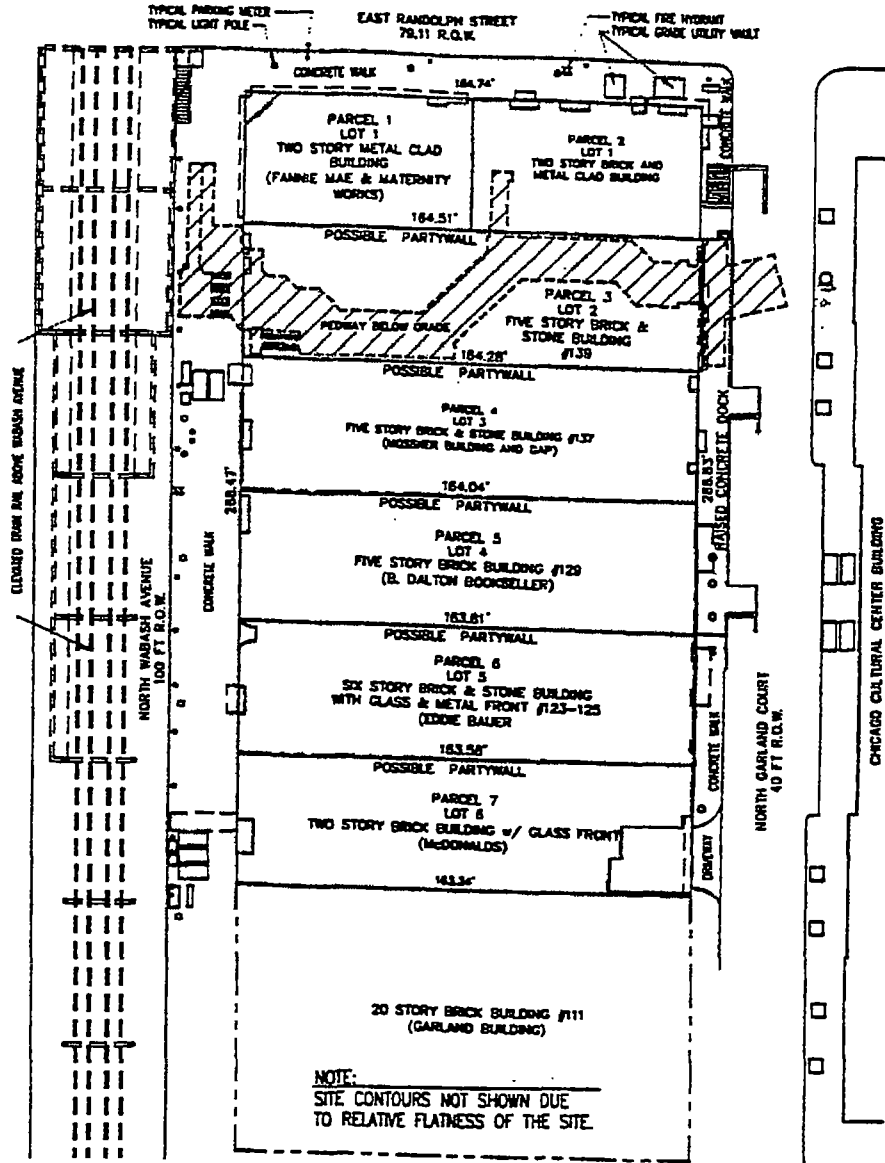 TYPICAL PARKING METER
TYPICAL LIGHT POLE
EAST RANDOLPH STREET
79.11 R.O.W.
TYPICAL FIRE HYDRANT
TYPICAL GRADE UTILITY VAULT
CONCRETE WALK
164.74"
CONCRETE WALK
PARCEL 1
LOT 1
TWO STORY METAL CLAD
BUILDING
(FANNIE MAE & MATERNITY
WORKS)
PARCEL 2
LOT 1
TWO STORY BRICK AND
METAL CLAD BUILDING
164.51"
POSSIBLE PARTYWALL
PEDWAY BELOW GRADE
PARCEL 3
LOT 2
FIVE STORY BRICK &
STONE BUILDING
#139
164.28"
POSSIBLE PARTYWALL
PARCEL 4
LOT 3
FIVE STORY BRICK & STONE BUILDING #137
(MOSSNER BUILDING AND GAP)
164.04"
POSSIBLE PARTYWALL
PARCEL 5
LOT 4
FIVE STORY BRICK BUILDING #129
(B. DALTON BOOKSELLER)
163.81"
POSSIBLE PARTYWALL
PARCEL 6
LOT 5
SIX STORY BRICK & STONE BUILDING
WITH GLASS & METAL FRONT #123-125
(EDDIE BAUER
163.58"
POSSIBLE PARTYWALL
PARCEL 7
LOT 6
TWO STORY BRICK BUILDING w/ GLASS FRONT
(McDONALDS)
163.34"
20 STORY BRICK BUILDING #111
(GARLAND BUILDING)
NOTE:
SITE CONTOURS NOT SHOWN DUE
TO RELATIVE FLATNESS OF THE SITE.
ELEVATED TRAIN RAIL ABOVE WABASH AVENUE
NORTH WABASH AVENUE
100 FT R.O.W.
CONCRETE WALK
288.47"
288.83"
RAISED CONCRETE DOCK
CONCRETE WALK
DRIVEWAY
NORTH GARLAND COURT
40 FT R.O.W.
CHICAGO CULTURAL CENTER BUILDING